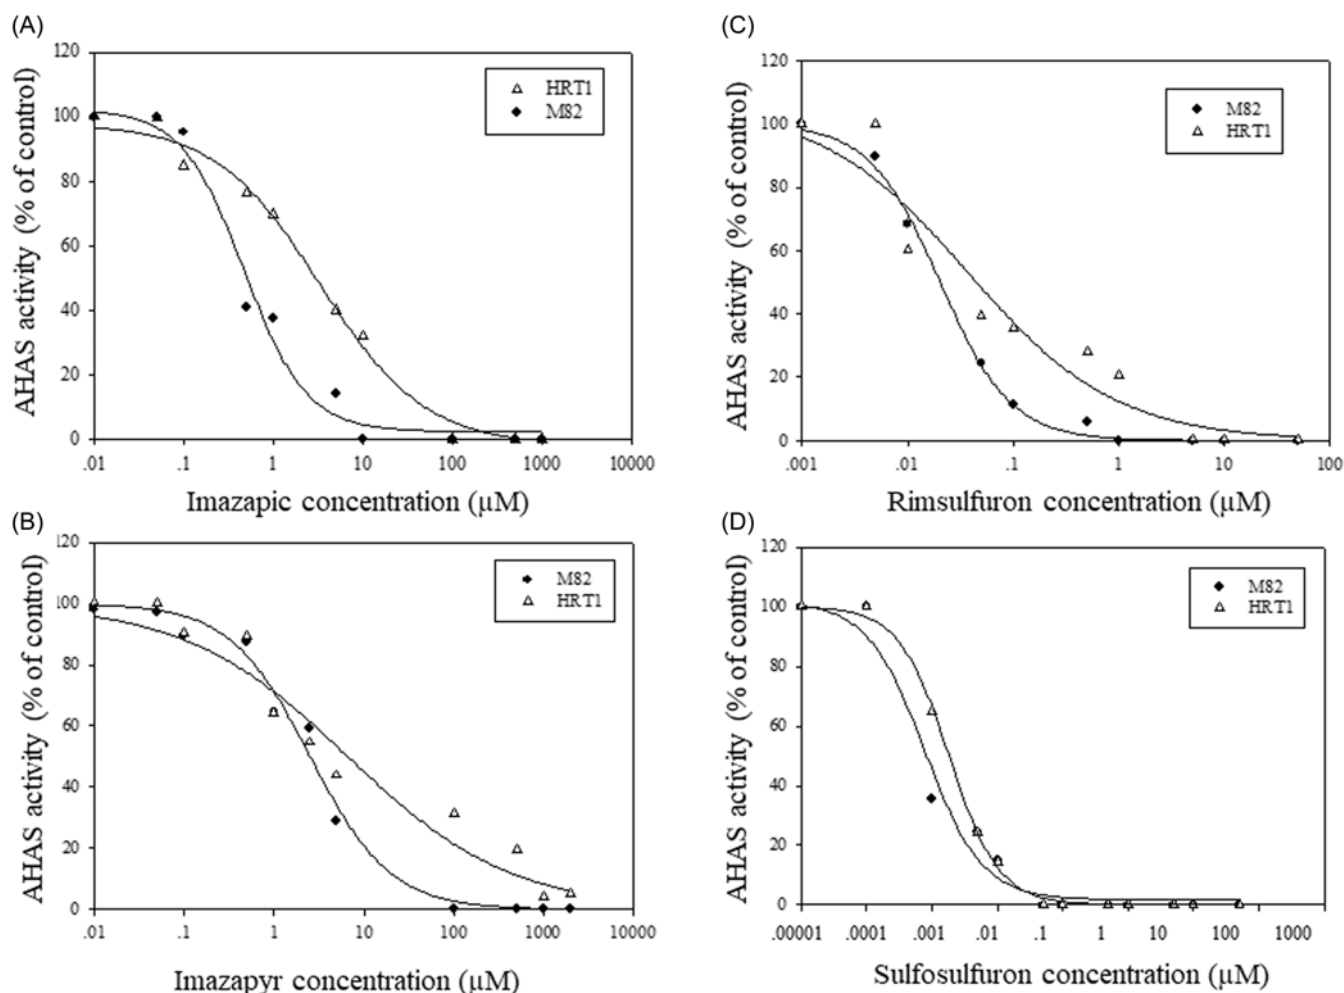 (A)
AHAS activity (% of control)
120
100
80
60
40
20
0
HRT1
M82
.01 .1 1 10 100 1000 10000
Imazapic concentration (µM)
(B)
AHAS activity (% of control)
120
100
80
60
40
20
0
M82
HRT1
.01 .1 1 10 100 1000 10000
Imazapyr concentration (µM)
(C)
AHAS activity (% of control)
120
100
80
60
40
20
0
M82
HRT1
.001 .01 .1 1 10 100
Rimsulfuron concentration (µM)
(D)
AHAS activity (% of control)
120
100
80
60
40
20
0
M82
HRT1
.00001 .0001 .001 .01 .1 1 10 100 1000
Sulfosulfuron concentration (µM)